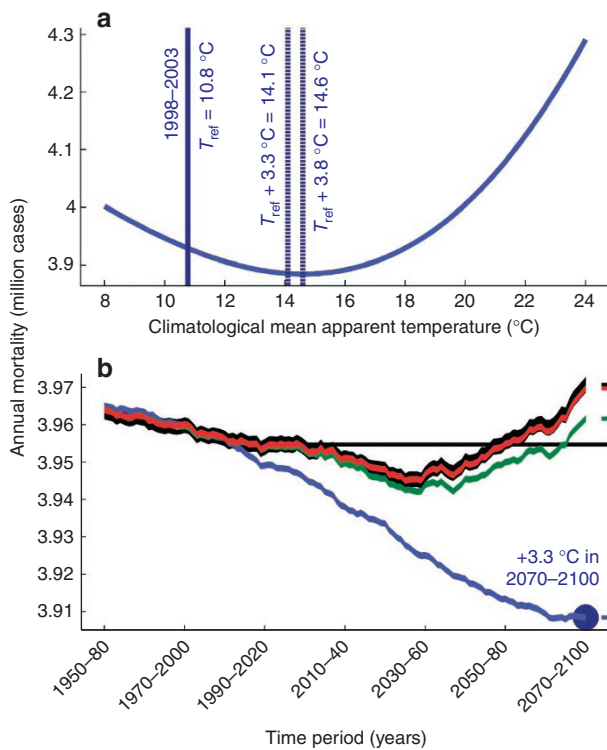 a
4.3
4.2
4.1
4
3.9
1998–2003
T_ref = 10.8 °C
T_ref + 3.3 °C = 14.1 °C
T_ref + 3.8 °C = 14.6 °C
8 10 12 14 16 18 20 22 24
Climatological mean apparent temperature (°C)
Annual mortality (million cases)
b
3.97
3.96
3.95
3.94
3.93
3.92
3.91
+3.3 °C in
2070–2100
1950–80 1970–2000 1990–2020 2010–40 2030–60 2050–80 2070–2100
Time period (years)